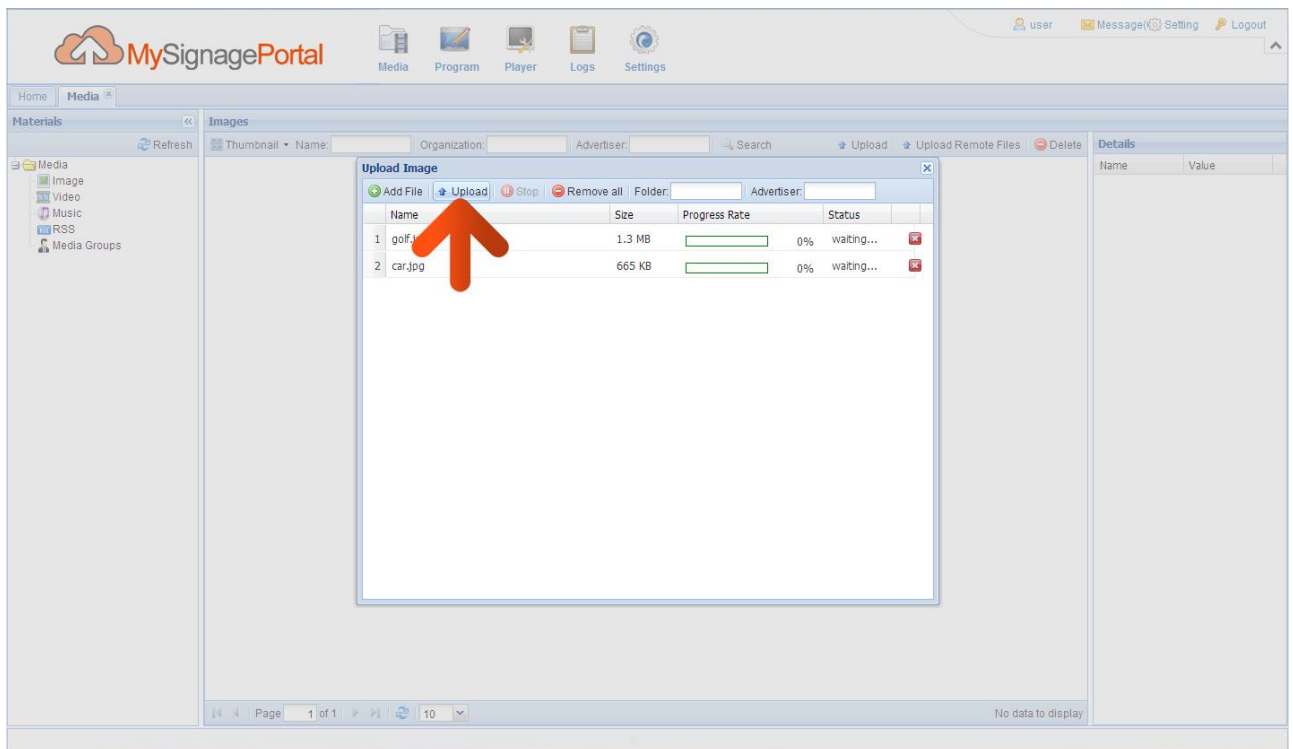 user Message( Setting Logout
MySignagePortal
Media Program Player Logs Settings
Home Media
Materials Images
Refresh Thumbnail Name: Organization: Advertiser: Search Upload Upload Remote Files Delete Details
Name Value
Media
Image
Video
Music
RSS
Media Groups
Upload Image
Add File Upload Stop Remove all Folder: Advertiser:
Name Size Progress Rate Status
1 1.3 MB 0% waiting...
2 car.jpg 665 KB 0% waiting...
Page 1 of 1 10 No data to display